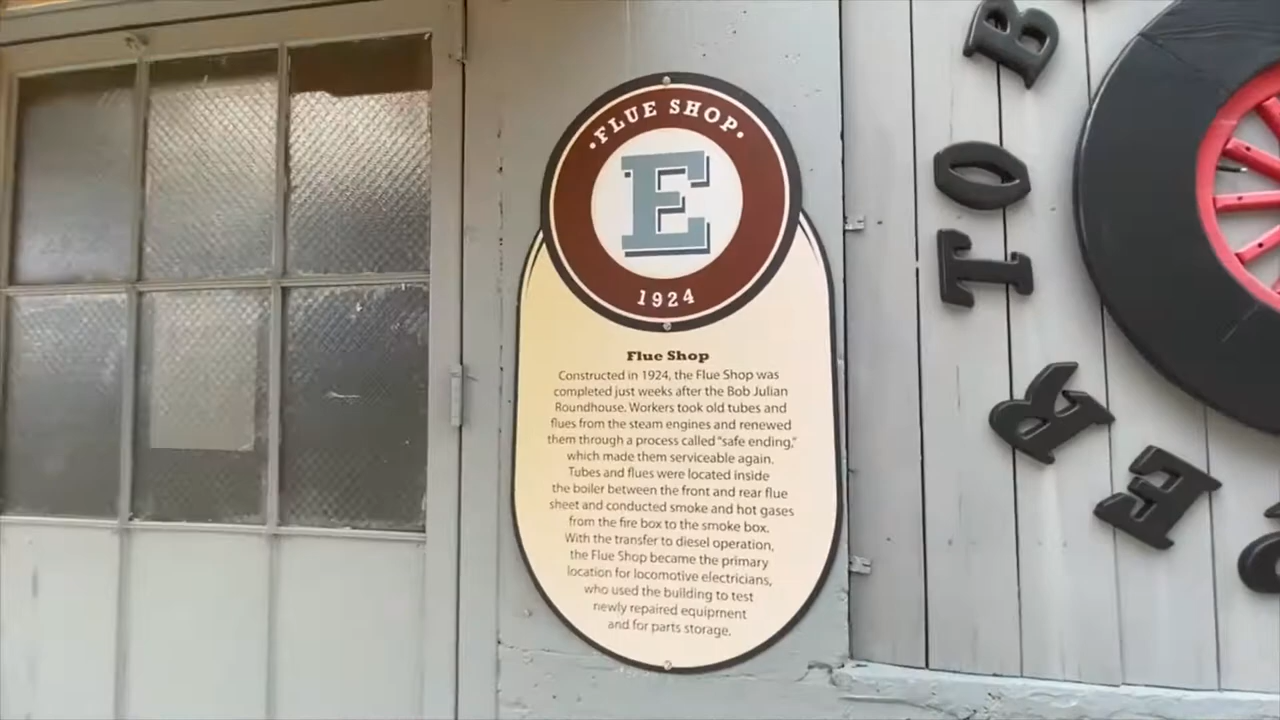 • FLUE SHOP •
E
1924
Flue Shop
Constructed in 1924, the Flue Shop was
completed just weeks after the Bob Julian
Roundhouse. Workers took old tubes and
flues from the steam engines and renewed
them through a process called “safe ending,”
which made them serviceable again.
Tubes and flues were located inside
the boiler between the front and rear flue
sheet and conducted smoke and hot gases
from the fire box to the smoke box.
With the transfer to diesel operation,
the Flue Shop became the primary
location for locomotive electricians,
who used the building to test
newly repaired equipment
and for parts storage.